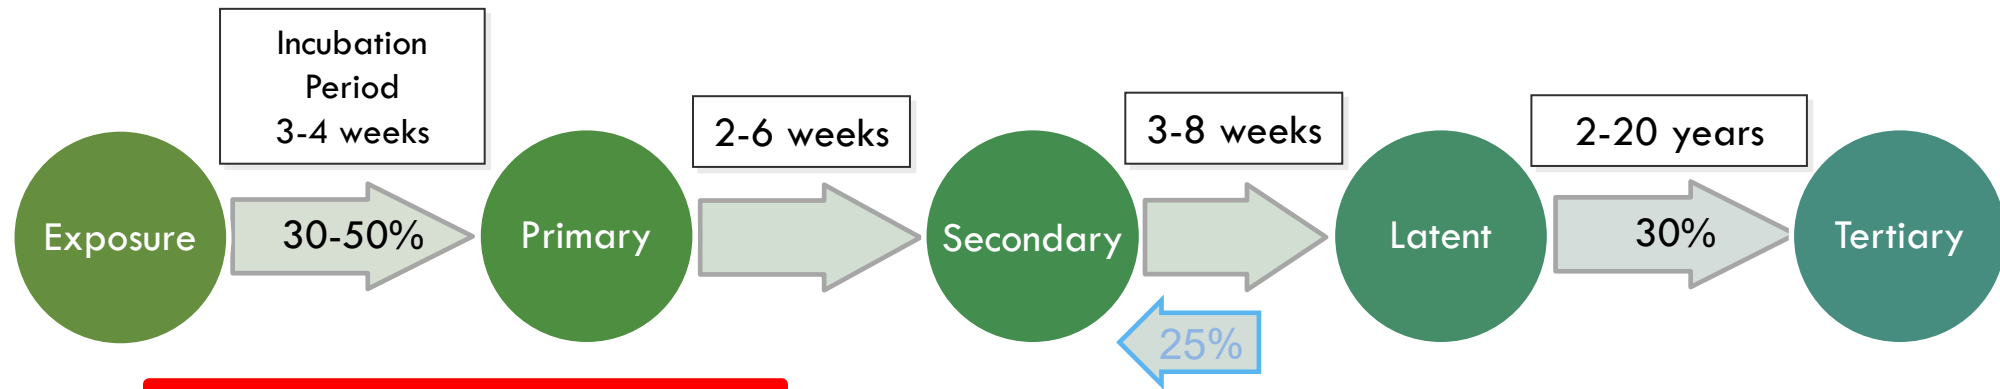 Incubation
Period
3-4 weeks
2-6 weeks
3-8 weeks
2-20 years
Exposure
30-50%
Primary
Secondary
Latent
30%
Tertiary
25%